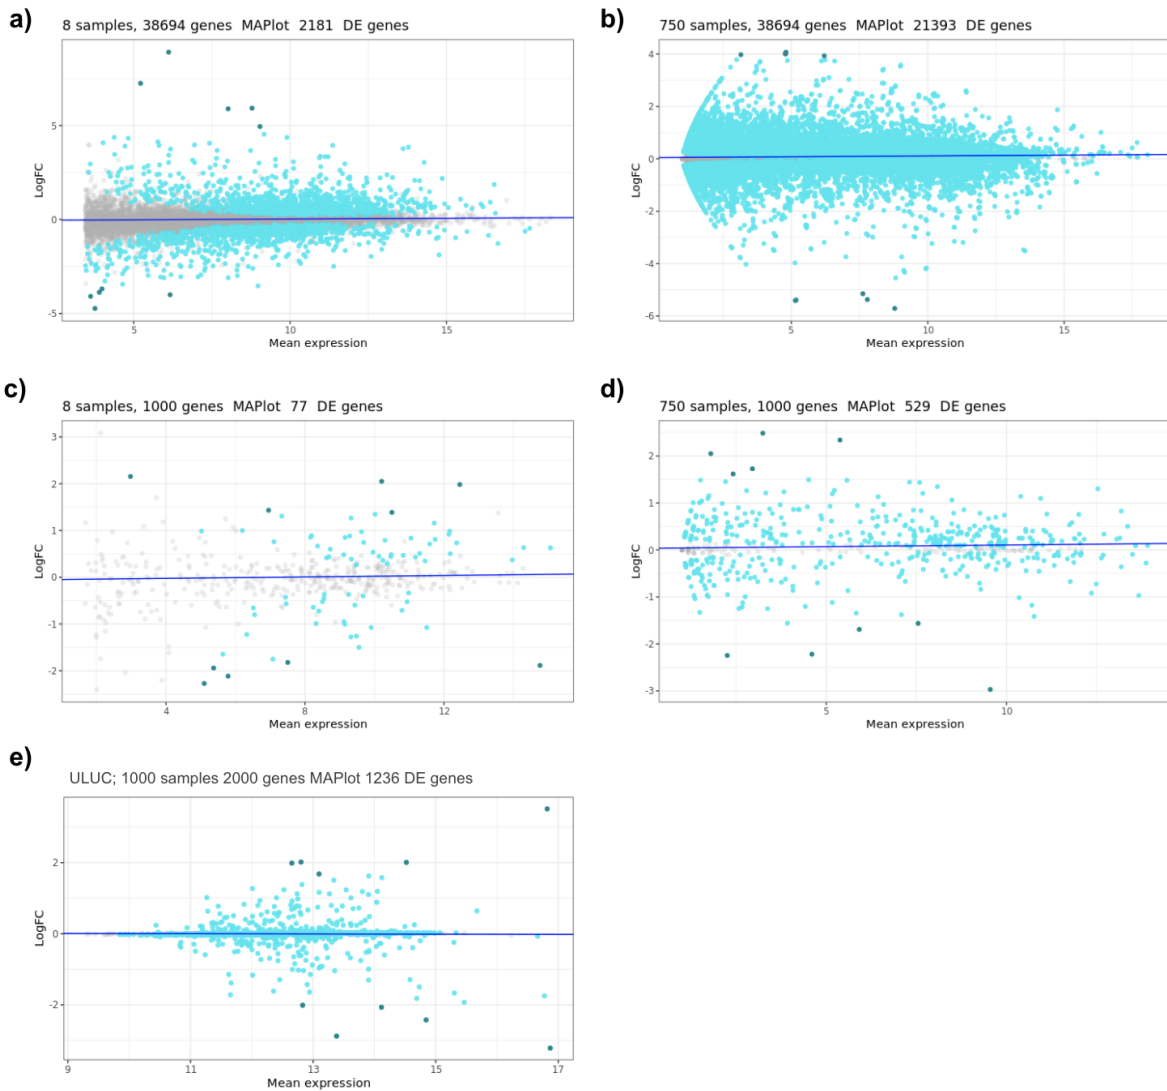 a)
8 samples, 38694 genes MAPlot 2181 DE genes
LogFC
5
0
-5
5
10
15
Mean expression
b)
750 samples, 38694 genes MAPlot 21393 DE genes
LogFC
4
2
0
-2
-4
-6
5
10
15
Mean expression
c)
8 samples, 1000 genes MAPlot 77 DE genes
LogFC
3
2
1
0
-1
-2
4
8
12
Mean expression
d)
750 samples, 1000 genes MAPlot 529 DE genes
LogFC
2
1
0
-1
-2
-3
5
10
Mean expression
e)
ULUC; 1000 samples 2000 genes MAPlot 1236 DE genes
LogFC
2
0
-2
9
11
13
15
17
Mean expression